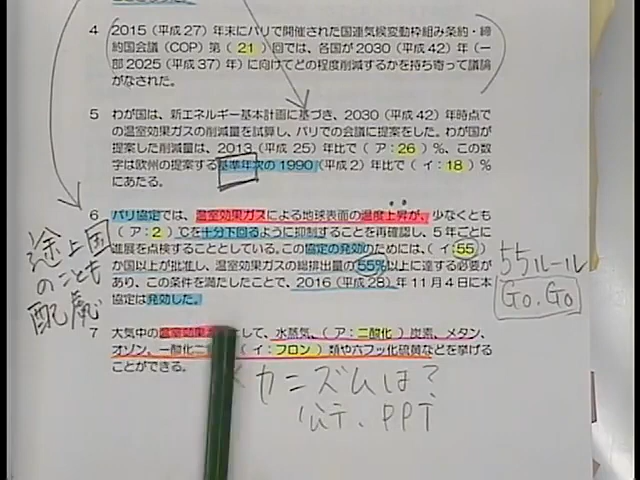 4 2015（平成27）年末にパリで開催された国連気候変動枠組み条約・締
約国会議（COP）第（ 21 ）回では、各国が2030（平成42）年（一
部2025（平成37）年）に向けてどの程度削減するかを持ち寄って議論
がなされた。
5 わが国は、新エネルギー基本計画に基づき、2030（平成42）年時点で
の温室効果ガスの削減量を試算し、パリでの会議に提案をした。わが国が
提案した削減量は、2013（平成25）年比で（ ア：26 ）%、この数
字は欧州の提案する基準年次の1990（平成2）年比で（ イ：18 ）%
にあたる。
6 パリ協定では、温室効果ガスによる地球表面の温度上昇が、少なくとも
（ ア：2 ）℃を十分下回るように抑制することを再確認し、5年ごとに
進展を点検することとしている。この協定の発効のためには、（イ：55）
か国以上が批准し、温室効果ガスの総排出量の55%以上に達する必要が
あり、この条件を満たしたことで、2016（平成28）年11月4日に本
協定は発効した。
途上国
のことも
配慮
55ルール
Go.Go
7 大気中の温室効果 して、水蒸気、（ ア：二酸化 ）炭素、メタン、
オゾン、一酸化二 （ イ：フロン ）類や六フッ化硫黄などを挙げる
ことができる。
カニズムは?
公テ、PPT